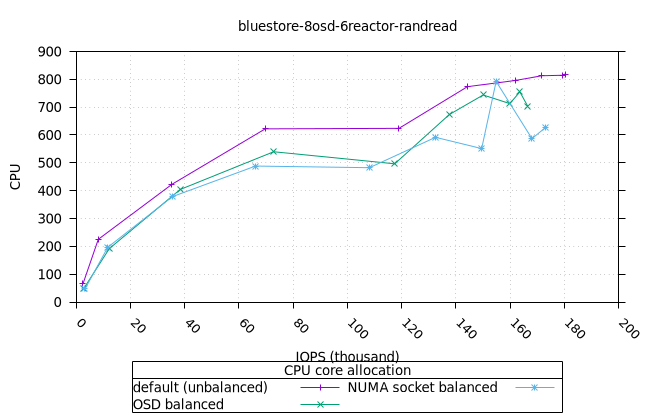 bluestore-8osd-6reactor-randread
900
800
700
600
500
400
300
200
100
0
CPU
0 20 40 60 80 100 120 140 160 180 200
IOPS (thousand)
CPU core allocation
default (unbalanced) NUMA socket balanced
OSD balanced